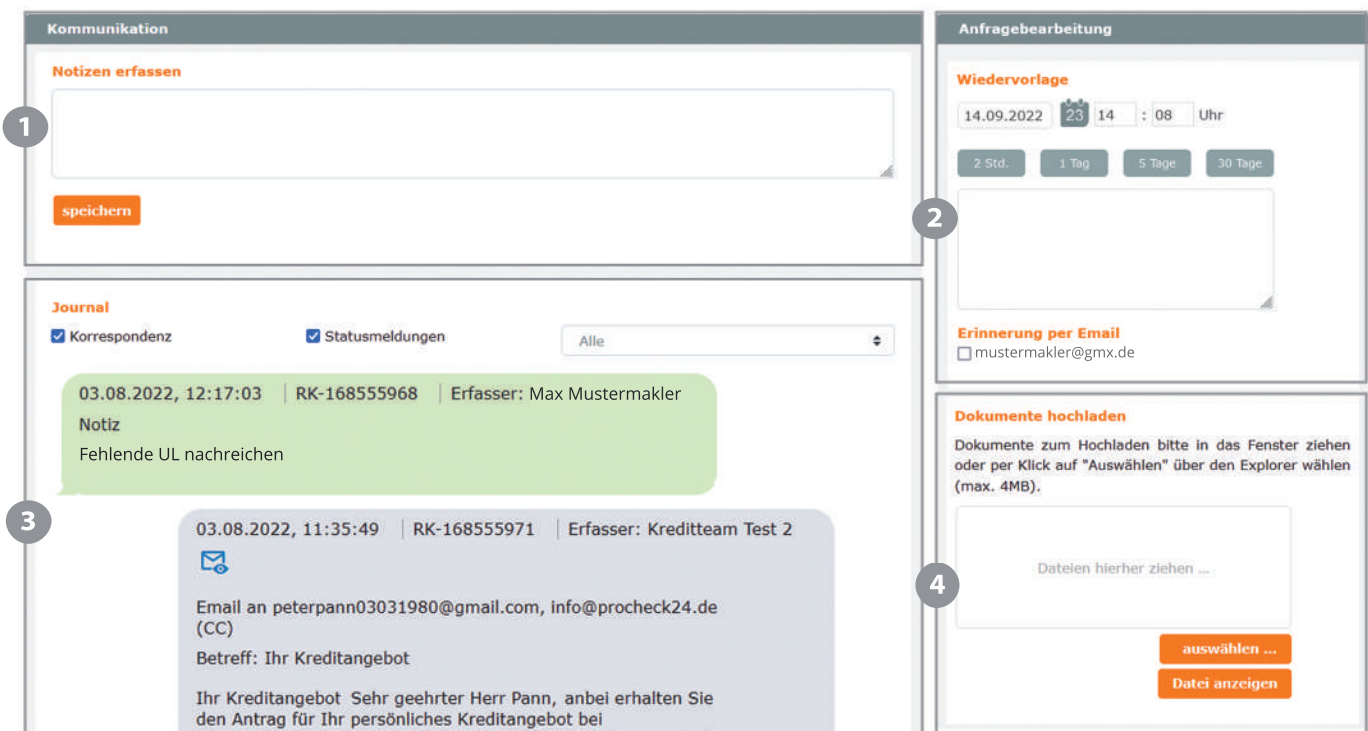 Kommunikation
Notizen erfassen
1
speichern
Journal
Korrespondenz
Statusmeldungen
Alle
03.08.2022, 12:17:03 | RK-168555968 | Erfasser: Max Mustermakler
Notiz
Fehlende UL nachreichen
3
03.08.2022, 11:35:49 | RK-168555971 | Erfasser: Kreditteam Test 2
Email an peterpann03031980@gmail.com, info@procheck24.de
(CC)
Betreff: Ihr Kreditangebot
Ihr Kreditangebot Sehr geehrter Herr Pann, anbei erhalten Sie
den Antrag für Ihr persönliches Kreditangebot bei
Anfragebearbeitung
Wiedervorlage
14.09.2022 23 14 : 08 Uhr
2 Std. 1 Tag 5 Tage 30 Tage
2
Erinnerung per Email
mustermakler@gmx.de
Dokumente hochladen
Dokumente zum Hochladen bitte in das Fenster ziehen
oder per Klick auf "Auswählen" über den Explorer wählen
(max. 4MB).
Dateien hierher ziehen ...
4
auswählen ...
Datei anzeigen